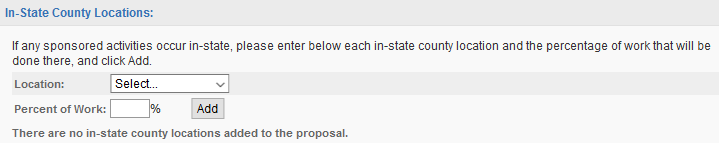 In-State County Locations:
If any sponsored activities occur in-state, please enter below each in-state county location and the percentage of work that will be
done there, and click Add.
Location: Select...
Percent of Work: % Add
There are no in-state county locations added to the proposal.